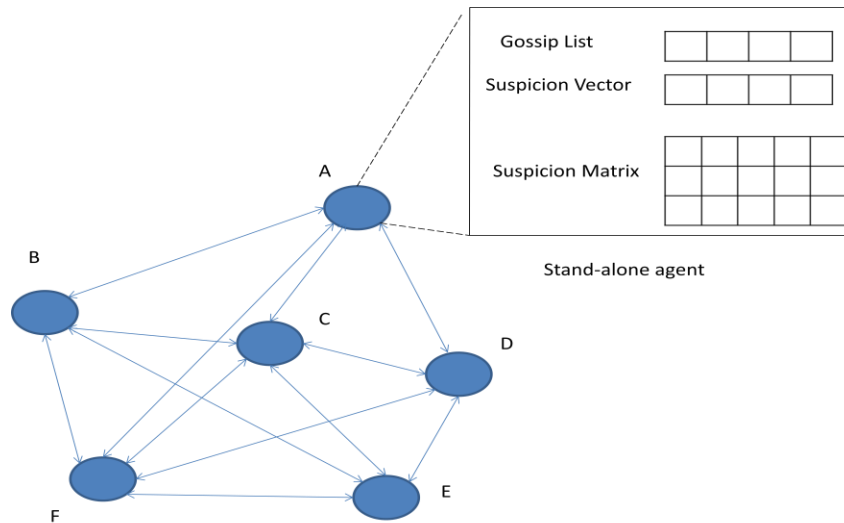 Gossip List
Suspicion Vector
Suspicion Matrix
A
B
Stand-alone agent
C
D
E
F